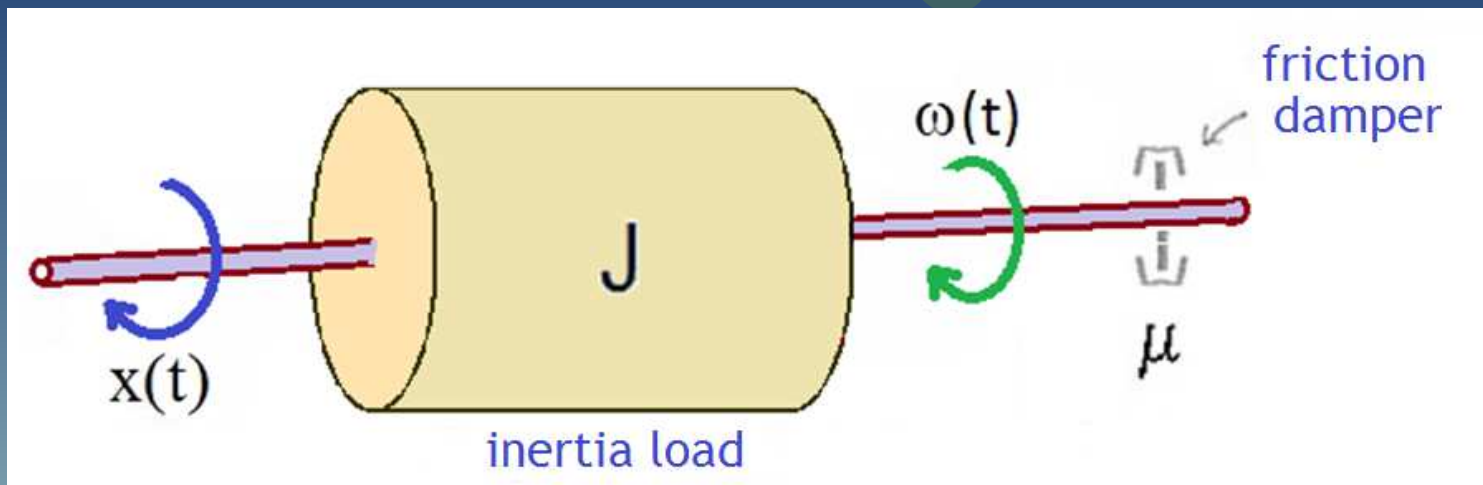 friction
damper
ω(t)
J
x(t)
μ
inertia load